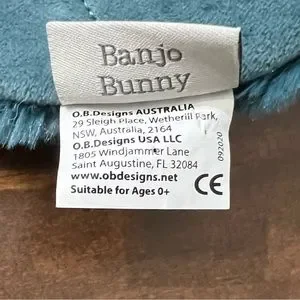 Banjo
Bunny
O.B.Designs AUSTRALIA
29 Sleigh Place, Wetherill Park,
NSW, Australia, 2164
O.B.Designs USA LLC
1805 Windjammer Lane
Saint Augustine, FL 32084
www.obdesigns.net
Suitable for Ages 0+
CE
092020